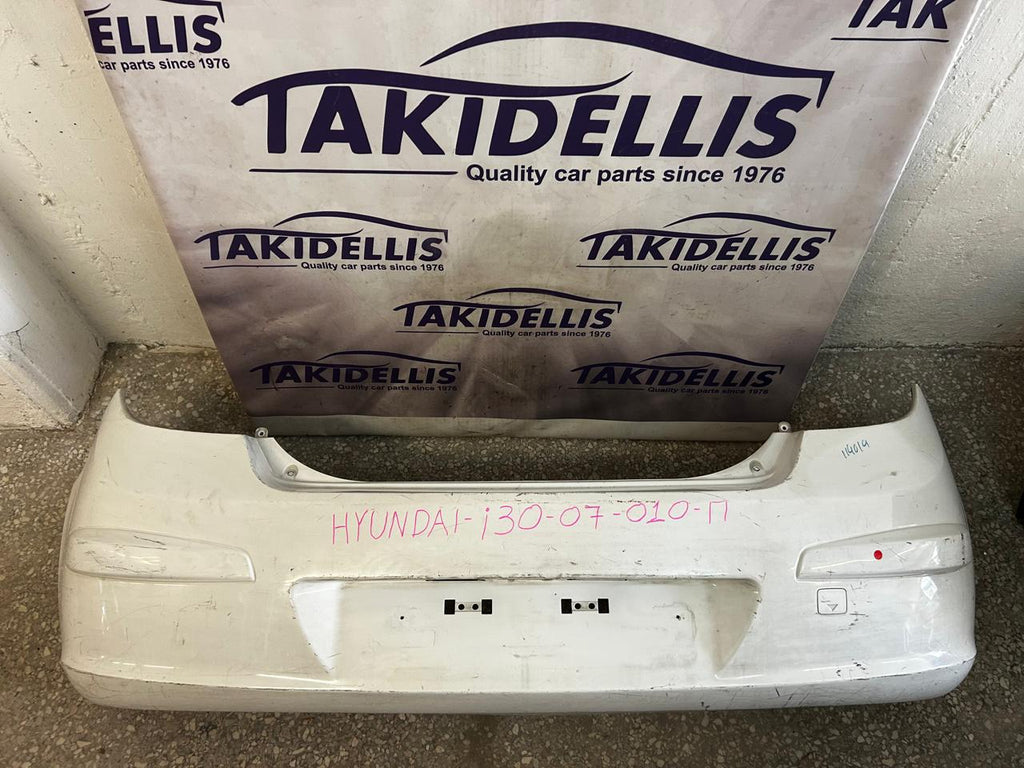 ELLIS
car parts since 1976
TAK
TAKIDELLIS
Quality car parts since 1976
TAKIDELLIS
Quality car parts since 1976
TAKIDELLIS
Quality car parts since 1976
TAKIDELLIS
Quality car parts since 1976
TAKIDELLIS
Quality car parts since 1976
TAKIDELLIS
Quality car parts since 1976
114014
HYUNDAI-i30-07-010-Π